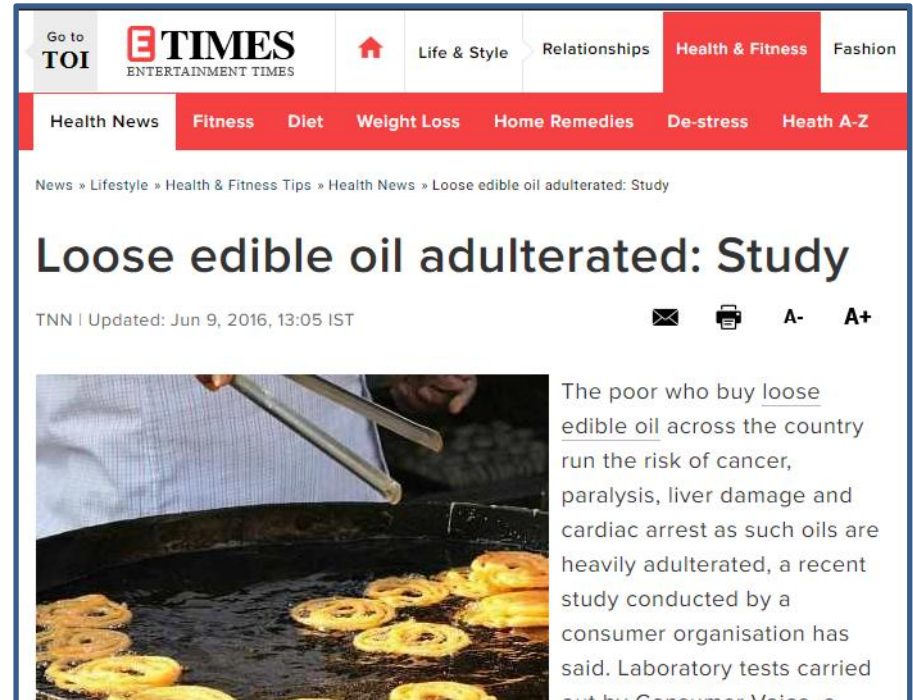 Go to
TOI
E TIMES
ENTERTAINMENT TIMES
Life & Style
Relationships
Health & Fitness
Fashion
Health News
Fitness
Diet
Weight Loss
Home Remedies
De-stress
Heath A-Z
News » Lifestyle » Health & Fitness Tips » Health News » Loose edible oil adulterated: Study
Loose edible oil adulterated: Study
TNN | Updated: Jun 9, 2016, 13:05 IST
A-
A+
The poor who buy loose
edible oil across the country
run the risk of cancer,
paralysis, liver damage and
cardiac arrest as such oils are
heavily adulterated, a recent
study conducted by a
consumer organisation has
said. Laboratory tests carried
out by Consumer Voice, a